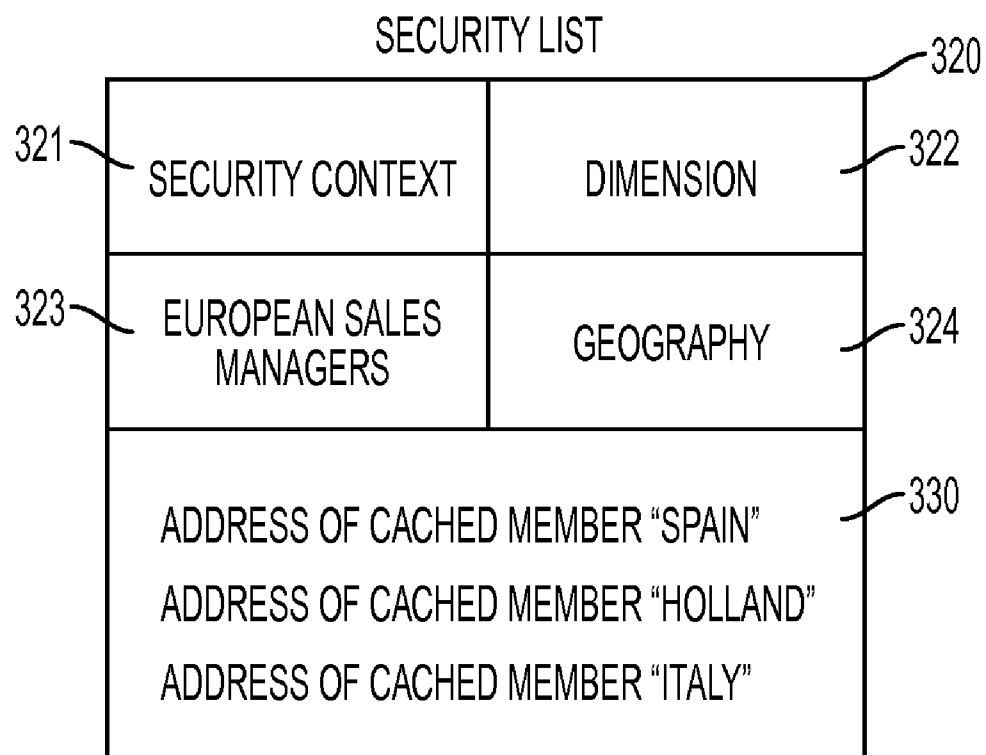 SECURITY LIST
320
321
SECURITY CONTEXT
DIMENSION
322
323
EUROPEAN SALES
MANAGERS
GEOGRAPHY
324
330
ADDRESS OF CACHED MEMBER “SPAIN”
ADDRESS OF CACHED MEMBER “HOLLAND”
ADDRESS OF CACHED MEMBER “ITALY”